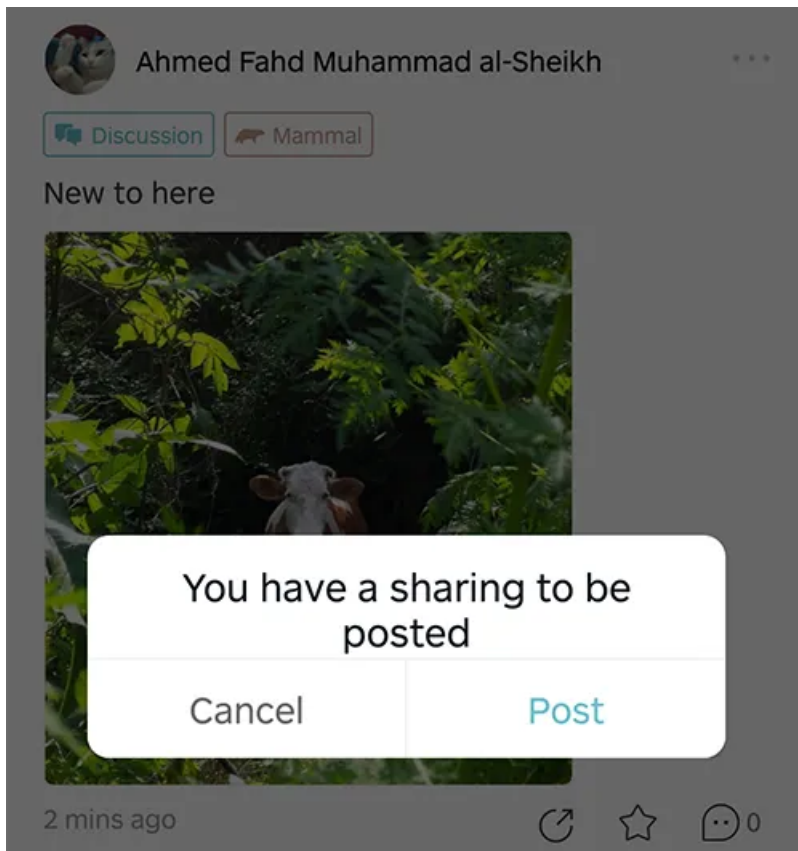 Ahmed Fahd Muhammad al-Sheikh
Discussion
Mammal
New to here
You have a sharing to be
posted
Cancel
Post
2 mins ago
0